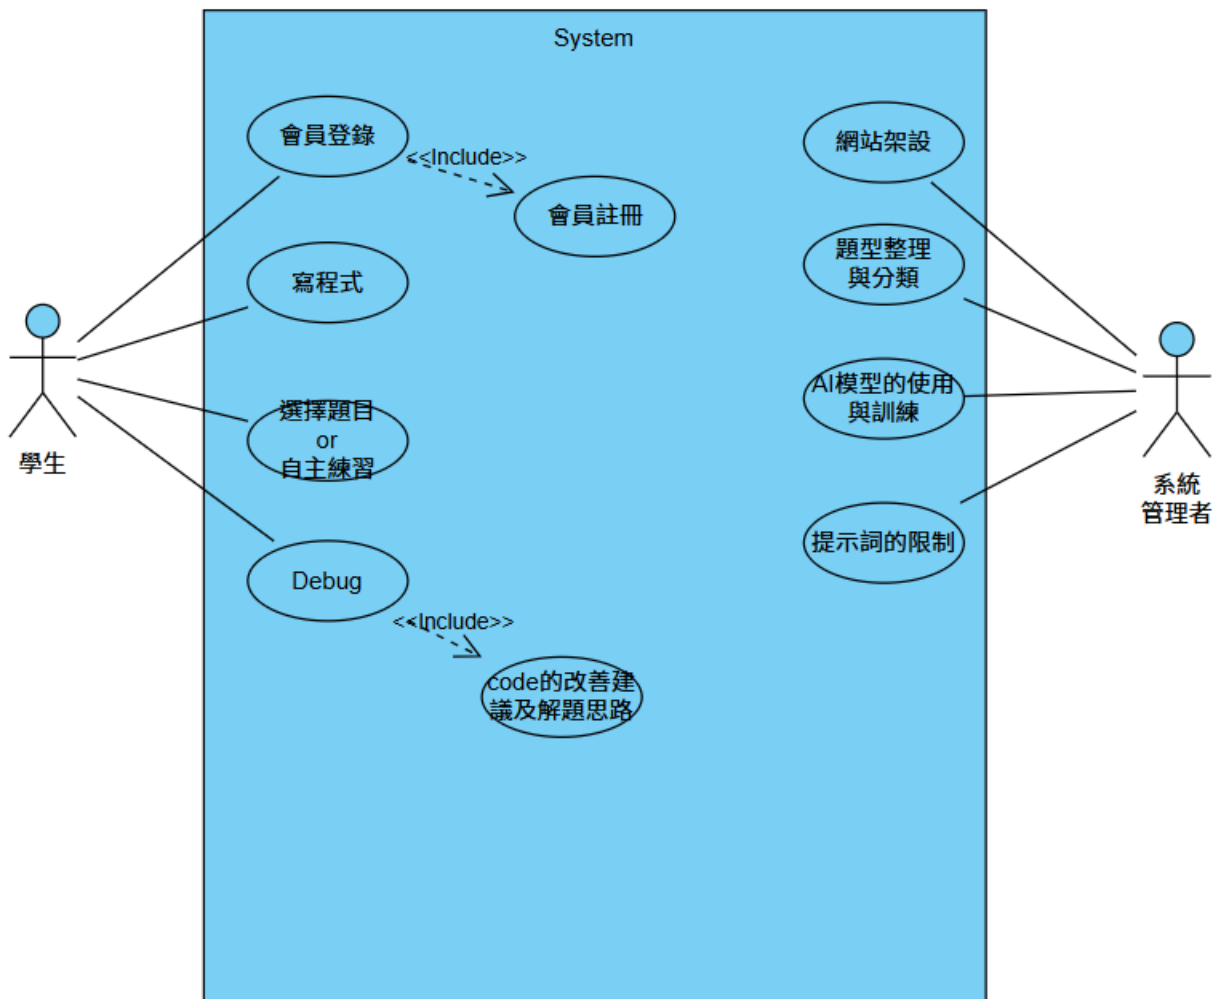 System
會員登錄
<<Include>>
會員註冊
寫程式
選擇題目
or
自主練習
Debug
<<Include>>
code的改善建
議及解題思路
學生
網站架設
題型整理
與分類
AI模型的使用
與訓練
提示詞的限制
系統
管理者